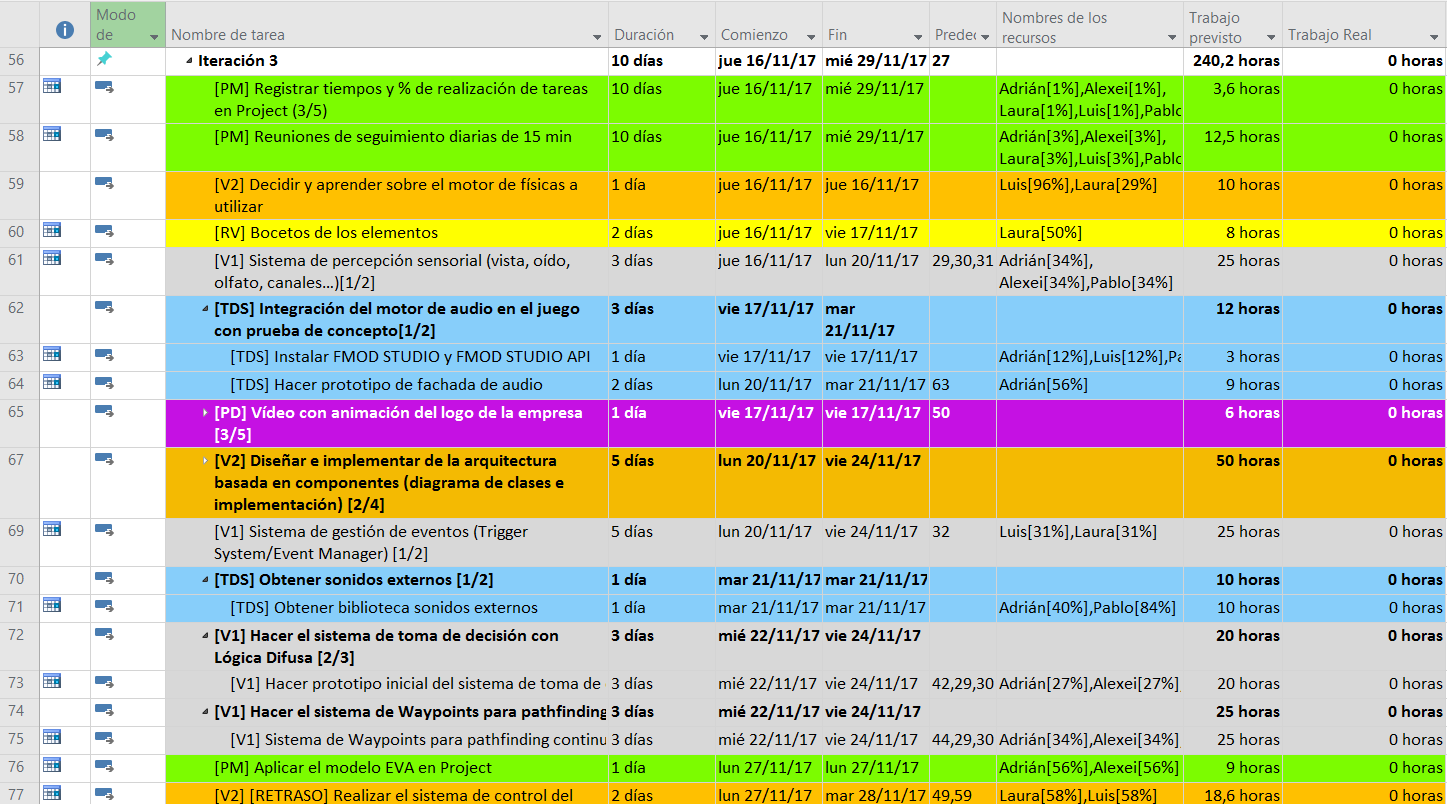 Modo de Nombre de tarea Duración Comienzo Fin Predec Nombres de los recursos Trabajo previsto Trabajo Real
56 Iteración 3 10 días jue 16/11/17 mié 29/11/17 27 240,2 horas 0 horas
57 [PM] Registrar tiempos y % de realización de tareas 10 días jue 16/11/17 mié 29/11/17 Adrián[1%],Alexei[1%], 3,6 horas 0 horas
en Project (3/5) Laura[1%],Luis[1%],Pablo
58 [PM] Reuniones de seguimiento diarias de 15 min 10 días jue 16/11/17 mié 29/11/17 Adrián[3%],Alexei[3%], 12,5 horas 0 horas
Laura[3%],Luis[3%],Pablo
59 [V2] Decidir y aprender sobre el motor de físicas a 1 día jue 16/11/17 jue 16/11/17 Luis[96%],Laura[29%] 10 horas 0 horas
utilizar
60 [RV] Bocetos de los elementos 2 días jue 16/11/17 vie 17/11/17 Laura[50%] 8 horas 0 horas
61 [V1] Sistema de percepción sensorial (vista, oído, 3 días jue 16/11/17 lun 20/11/17 29,30,31 Adrián[34%], 25 horas 0 horas
olfato, canales...)[1/2] Alexei[34%],Pablo[34%]
62 [TDS] Integración del motor de audio en el juego 3 días vie 17/11/17 mar 12 horas 0 horas
con prueba de concepto[1/2] 21/11/17
63 [TDS] Instalar FMOD STUDIO y FMOD STUDIO API 1 día vie 17/11/17 vie 17/11/17 Adrián[12%],Luis[12%],Pa 3 horas 0 horas
64 [TDS] Hacer prototipo de fachada de audio 2 días lun 20/11/17 mar 21/11/17 63 Adrián[56%] 9 horas 0 horas
65 [PD] Vídeo con animación del logo de la empresa 1 día vie 17/11/17 vie 17/11/17 50 6 horas 0 horas
[3/5]
67 [V2] Diseñar e implementar de la arquitectura 5 días lun 20/11/17 vie 24/11/17 50 horas 0 horas
basada en componentes (diagrama de clases e
implementación) [2/4]
69 [V1] Sistema de gestión de eventos (Trigger 5 días lun 20/11/17 vie 24/11/17 32 Luis[31%],Laura[31%] 25 horas 0 horas
System/Event Manager) [1/2]
70 [TDS] Obtener sonidos externos [1/2] 1 día mar 21/11/17 mar 21/11/17 10 horas 0 horas
71 [TDS] Obtener biblioteca sonidos externos 1 día mar 21/11/17 mar 21/11/17 Adrián[40%],Pablo[84%] 10 horas 0 horas
72 [V1] Hacer el sistema de toma de decisión con 3 días mié 22/11/17 vie 24/11/17 20 horas 0 horas
Lógica Difusa [2/3]
73 [V1] Hacer prototipo inicial del sistema de toma de 3 días mié 22/11/17 vie 24/11/17 42,29,30 Adrián[27%],Alexei[27%], 20 horas 0 horas
74 [V1] Hacer el sistema de Waypoints para pathfinding 3 días mié 22/11/17 vie 24/11/17 25 horas 0 horas
75 [V1] Sistema de Waypoints para pathfinding continu 3 días mié 22/11/17 vie 24/11/17 44,29,30 Adrián[34%],Alexei[34%], 25 horas 0 horas
76 [PM] Aplicar el modelo EVA en Project 1 día lun 27/11/17 lun 27/11/17 Adrián[56%],Alexei[56%] 9 horas 0 horas
77 [V2] [RETRASO] Realizar el sistema de control del 2 días lun 27/11/17 mar 28/11/17 49,59 Laura[58%],Luis[58%] 18,6 horas 0 horas